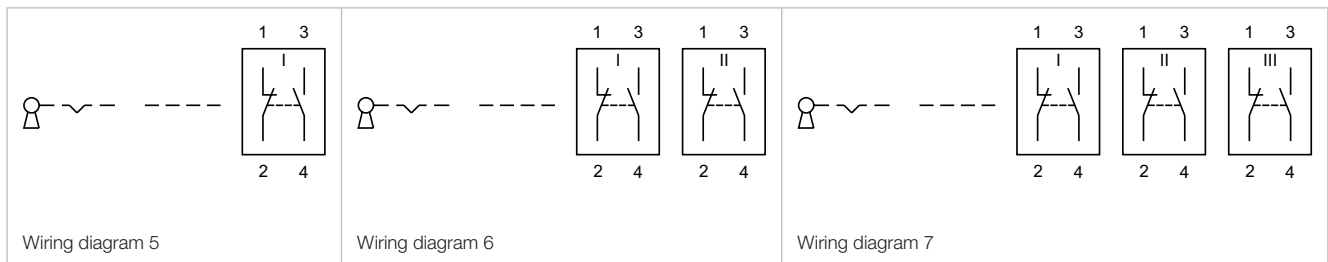 1 3
I
2 4
Wiring diagram 5
1 3 1 3
I II
2 4 2 4
Wiring diagram 6
1 3 1 3 1 3
I II III
2 4 2 4 2 4
Wiring diagram 7